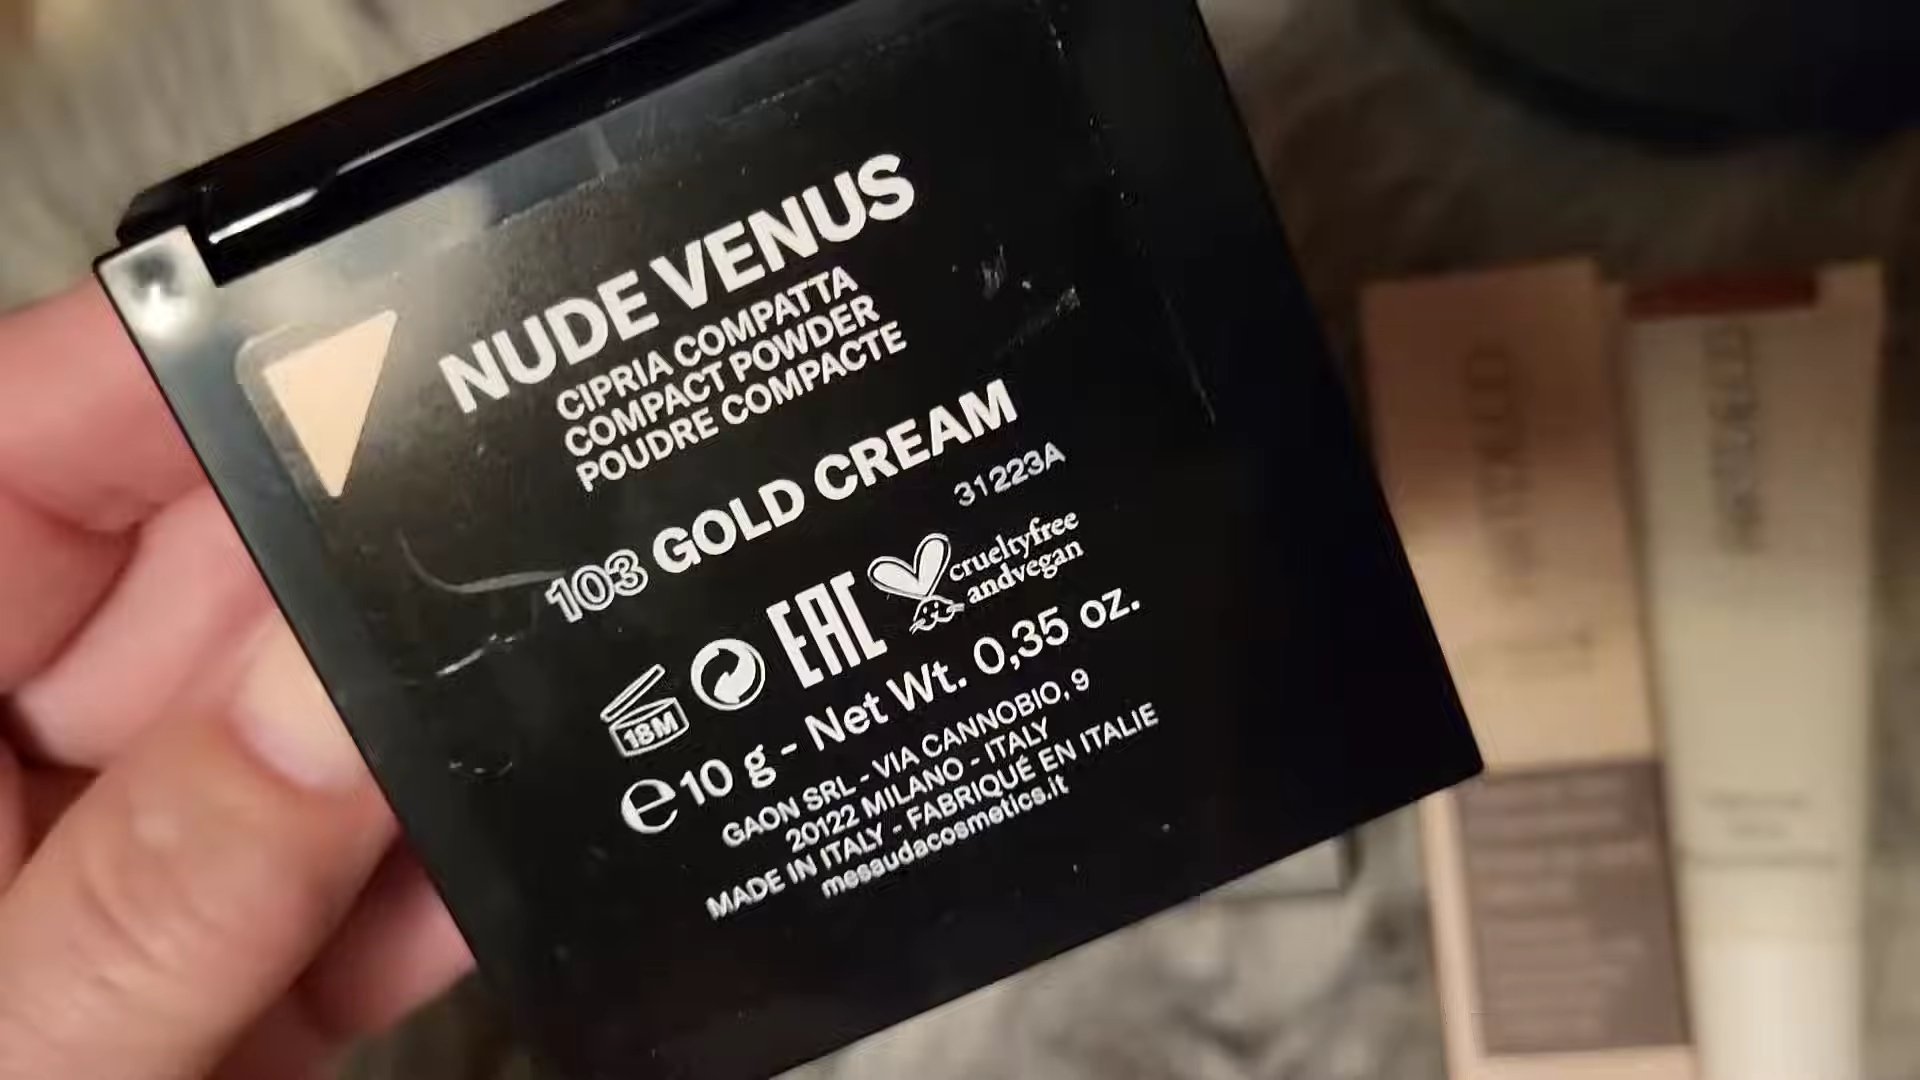 NUDE VENUS
CIPRIA COMPATTA
COMPACT POWDER
POUDRE COMPACTE
103 GOLD CREAM
31223A
18M
EAC
crueltyfree
andvegan
e 10 g - Net Wt. 0,35 oz.
GAON SRL - VIA CANNOBIO, 9
20122 MILANO - ITALY
MADE IN ITALY - FABRIQUÉ EN ITALIE
mesaudacosmetics.it